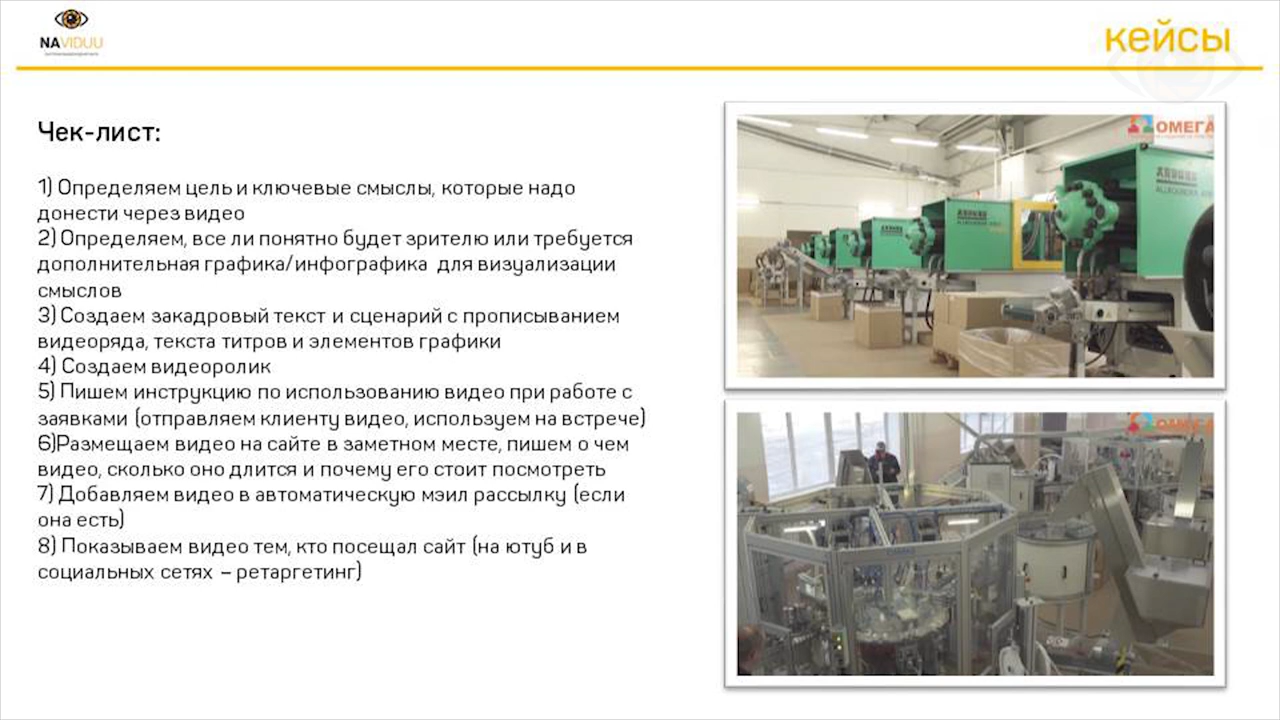 NAVIDUU
кейсы
Чек-лист:
1) Определяем цель и ключевые смыслы, которые надо
донести через видео
2) Определяем, все ли понятно будет зрителю или требуется
дополнительная графика/инфографика для визуализации
смыслов
3) Создаем закадровый текст и сценарий с прописыванием
видеоряда, текста титров и элементов графики
4) Создаем видеоролик
5) Пишем инструкцию по использованию видео при работе с
заявками (отправляем клиенту видео, используем на встрече)
6)Размещаем видео на сайте в заметном месте, пишем о чем
видео, сколько оно длится и почему его стоит посмотреть
7) Добавляем видео в автоматическую мэил рассылку (если
она есть)
8) Показываем видео тем, кто посещал сайт (на ютуб и в
социальных сетях – ретаргетинг)
ОМЕГА
ARBURG
ARBURG
ОМЕГА